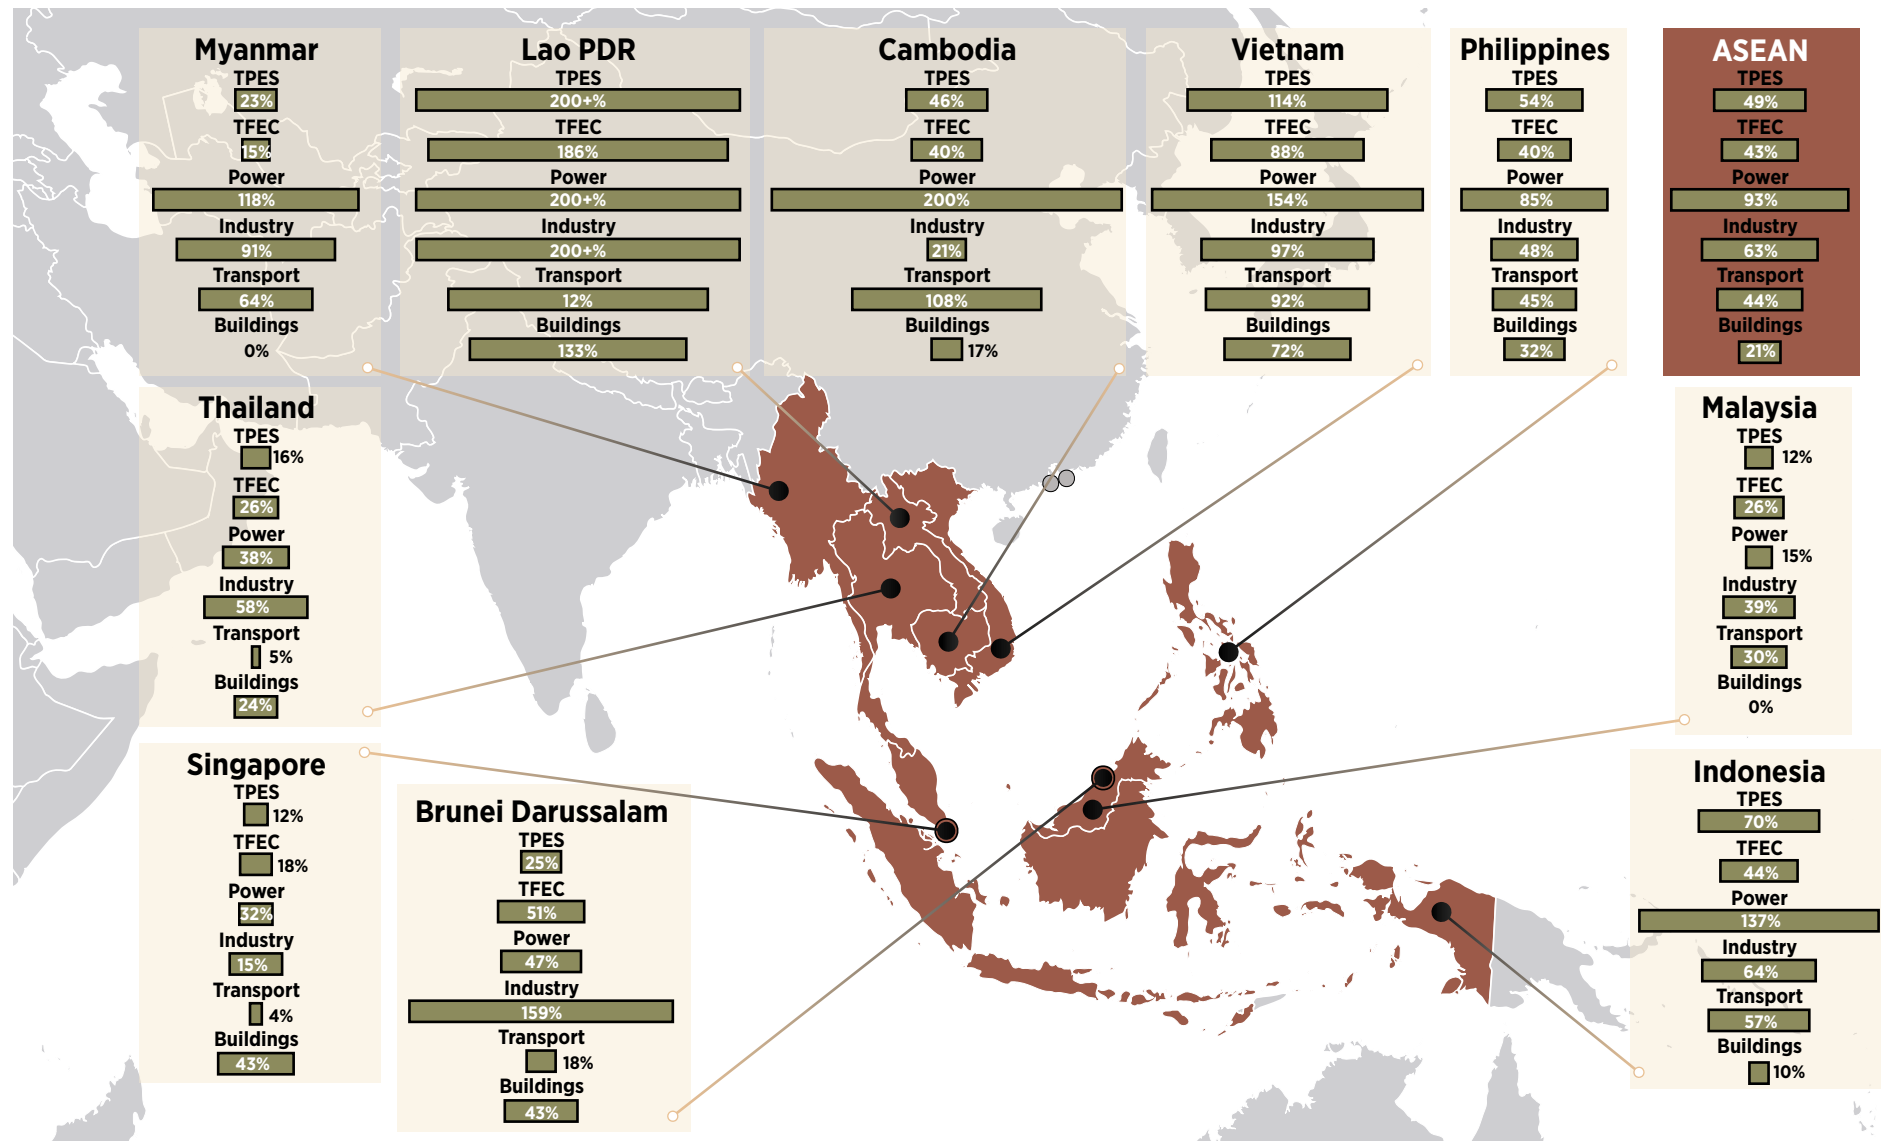 Myanmar
TPES
23%
TFEC
15%
Power
118%
Industry
91%
Transport
64%
Buildings
0%
Lao PDR
TPES
200+%
TFEC
186%
Power
200+%
Industry
200+%
Transport
12%
Buildings
133%
Cambodia
TPES
46%
TFEC
40%
Power
200%
Industry
21%
Transport
108%
Buildings
17%
Vietnam
TPES
114%
TFEC
88%
Power
154%
Industry
97%
Transport
92%
Buildings
72%
Philippines
TPES
54%
TFEC
40%
Power
85%
Industry
48%
Transport
45%
Buildings
32%
ASEAN
TPES
49%
TFEC
43%
Power
93%
Industry
63%
Transport
44%
Buildings
21%
Thailand
TPES
16%
TFEC
26%
Power
38%
Industry
58%
Transport
5%
Buildings
24%
Malaysia
TPES
12%
TFEC
26%
Power
15%
Industry
39%
Transport
30%
Buildings
0%
Singapore
TPES
12%
TFEC
18%
Power
32%
Industry
15%
Transport
4%
Buildings
43%
Brunei Darussalam
TPES
25%
TFEC
51%
Power
47%
Industry
159%
Transport
18%
Buildings
43%
Indonesia
TPES
70%
TFEC
44%
Power
137%
Industry
64%
Transport
57%
Buildings
10%